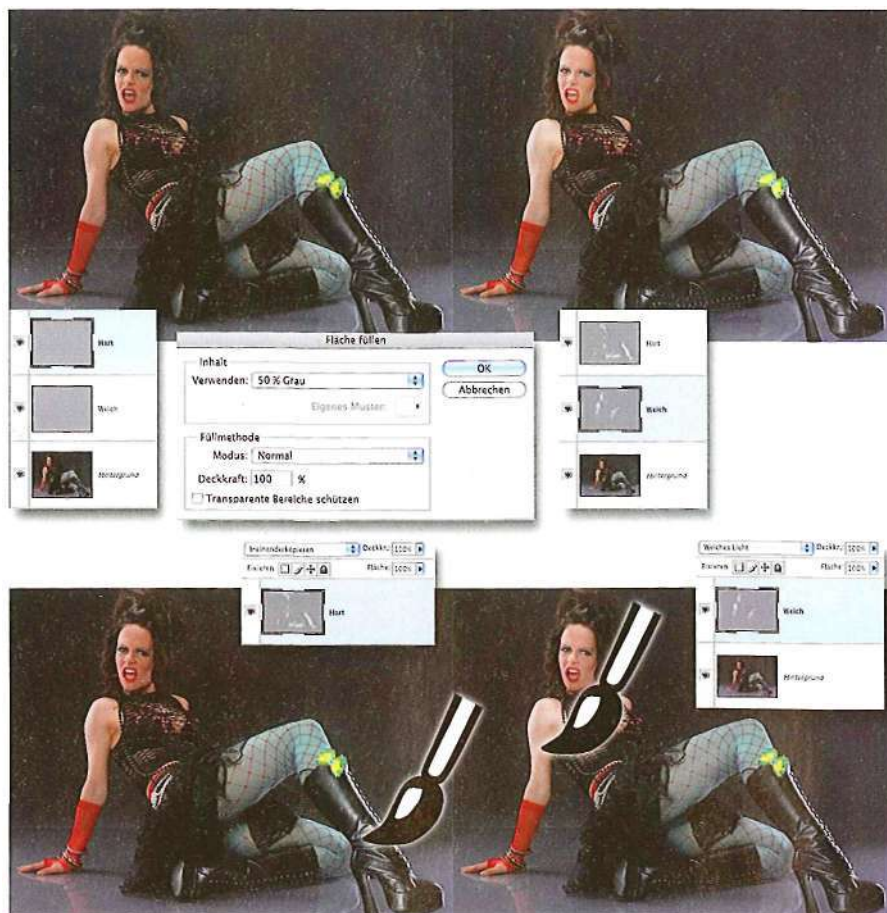 Hart
Weich
Hintergrund
Fläche füllen
Inhalt
Verwenden: 50 % Grau
Eigenes Muster:
OK
Abbrechen
Füllmethode
Modus: Normal
Deckkraft: 100 %
Transparente Bereiche schützen
Hart
Weich
Hintergrund
Ineinanderkopieren Deckkr.: 100%
Fixieren: Fläche: 100%
Hart
Weiches Licht Deckkr.: 100%
Fixieren: Fläche: 100%
Weich
Hintergrund